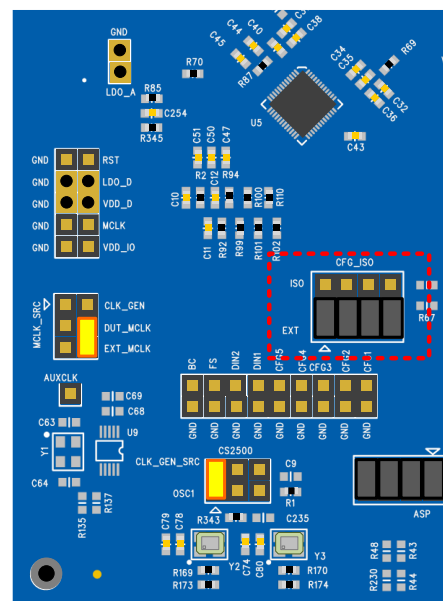 GND
LDO_A
C44
C40
C38
C45
R87
R70
R85
C254
R345
U5
C34
C35
R69
C32
C36
C43
C51
C50
C47
R2
R94
GND RST
GND LDO_D
GND VDD_D
GND MCLK
GND VDD_IO
C10
C12
R100
R110
C11
R92
R99
R101
R102
CFG_ISO
ISO
EXT
R67
MCLK_SRC
CLK_GEN
DUT_MCLK
EXT_MCLK
BC FS DIN2 DIN1 CFG5 CFG4 CFG3 CFG2 CFG1
GND GND GND GND GND GND GND GND GND
AUXCLK
C69
C68
C63
U9
Y1
C64
R135
R137
CS2500
CLK_GEN_SRC
OSC1
C9
R1
ASP
C79
C78
R343
C235
Y2
C74
C80
Y3
R169
R173
R170
R174
R48
R43
R230
R44